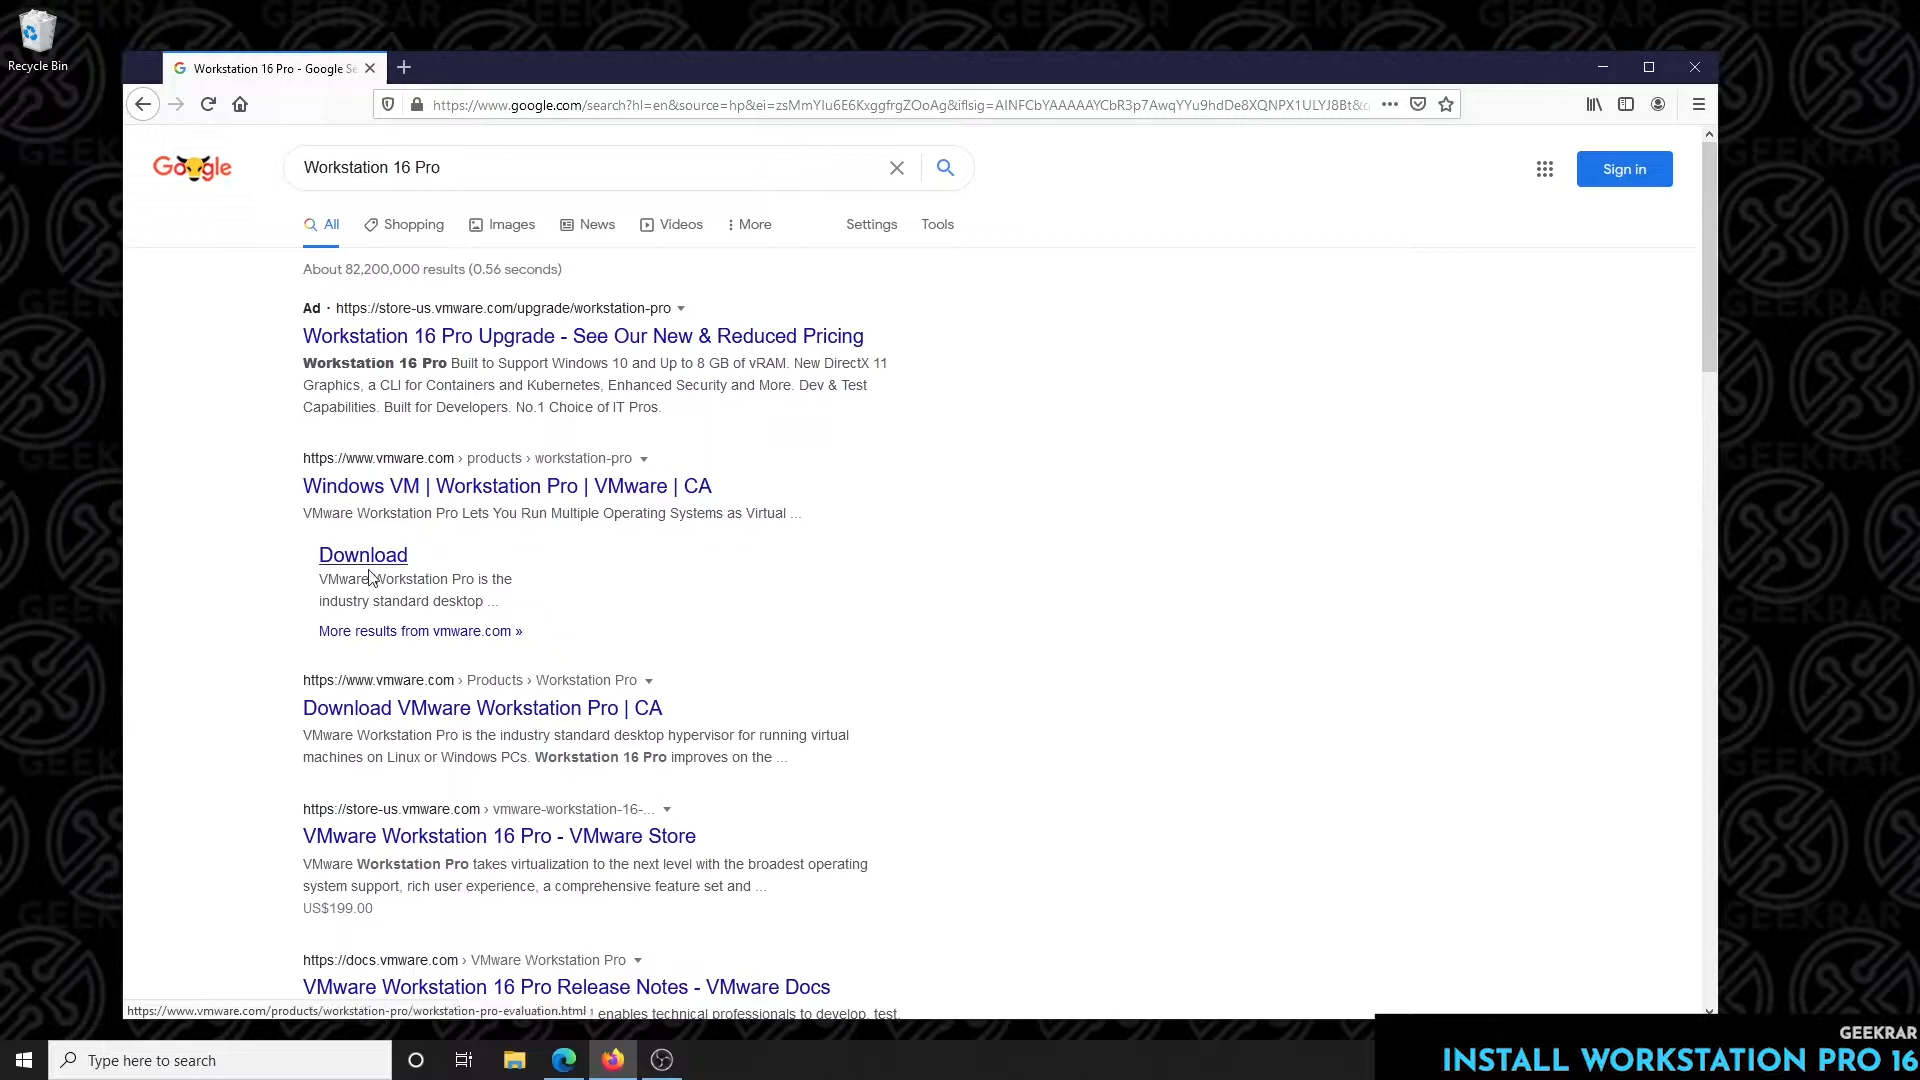 Recycle Bin
Workstation 16 Pro - Google Se
https://www.google.com/search?hl=en&source=hp&ei=zsMmYIu6E6KxggfrgZOoAg&iflsig=AINFCbYAAAAAYCbR3p7AwqYYu9hdDe8XQNPX1ULYJ8Bt&q
Google
Workstation 16 Pro
Sign in
All Shopping Images News Videos More Settings Tools
About 82,200,000 results (0.56 seconds)
Ad · https://store-us.vmware.com/upgrade/workstation-pro
Workstation 16 Pro Upgrade - See Our New & Reduced Pricing
Workstation 16 Pro Built to Support Windows 10 and Up to 8 GB of vRAM. New DirectX 11
Graphics, a CLI for Containers and Kubernetes, Enhanced Security and More. Dev & Test
Capabilities. Built for Developers. No.1 Choice of IT Pros.
https://www.vmware.com › products › workstation-pro
Windows VM | Workstation Pro | VMware | CA
VMware Workstation Pro Lets You Run Multiple Operating Systems as Virtual ...
Download
VMware Workstation Pro is the
industry standard desktop ...
More results from vmware.com »
https://www.vmware.com › Products › Workstation Pro
Download VMware Workstation Pro | CA
VMware Workstation Pro is the industry standard desktop hypervisor for running virtual
machines on Linux or Windows PCs. Workstation 16 Pro improves on the ...
https://store-us.vmware.com › vmware-workstation-16-...
VMware Workstation 16 Pro - VMware Store
VMware Workstation Pro takes virtualization to the next level with the broadest operating
system support, rich user experience, a comprehensive feature set and ...
US$199.00
https://docs.vmware.com › VMware Workstation Pro
VMware Workstation 16 Pro Release Notes - VMware Docs
https://www.vmware.com/products/workstation-pro/workstation-pro-evaluation.html
enables technical professionals to develop, test,
Type here to search
GEEKRAR
INSTALL WORKSTATION PRO 16